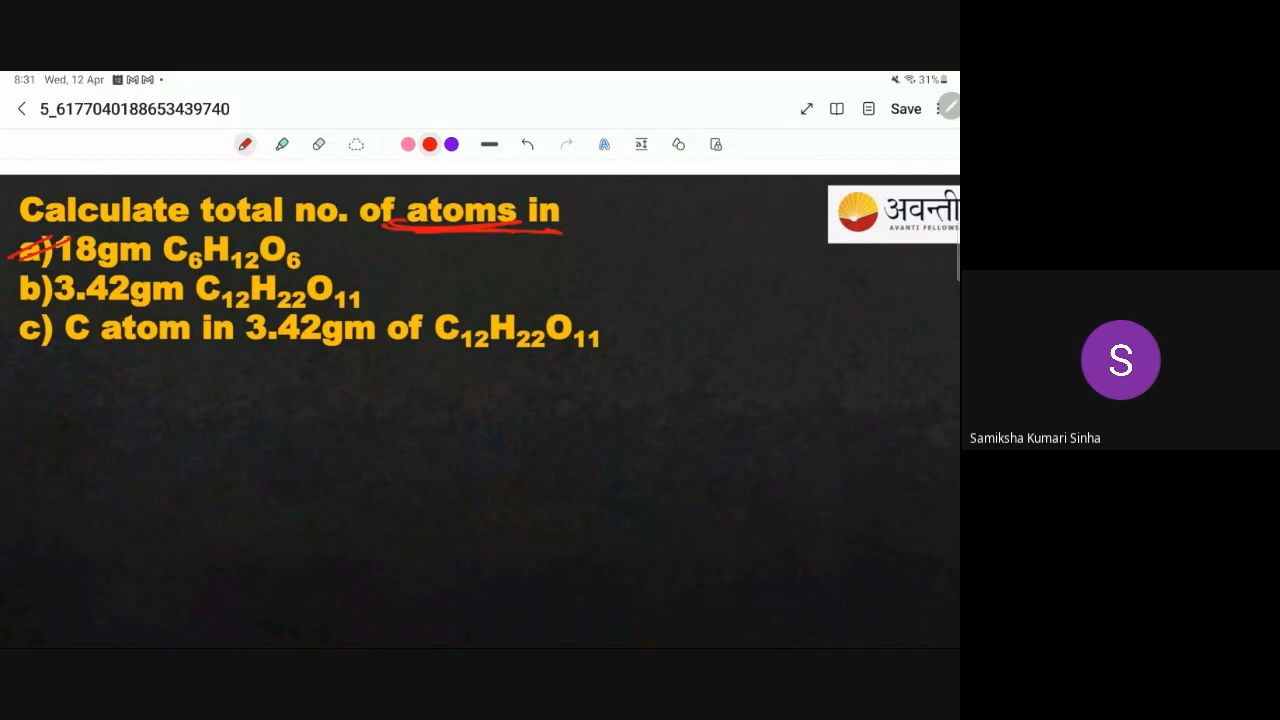 8:31 Wed, 12 Apr
31%
5_6177040188653439740
Save
Calculate total no. of atoms in
a)18gm C₆H₁₂O₆
b)3.42gm C₁₂H₂₂O₁₁
c) C atom in 3.42gm of C₁₂H₂₂O₁₁
अवन्ती
AVANTI FELLOWS
S
Samiksha Kumari Sinha